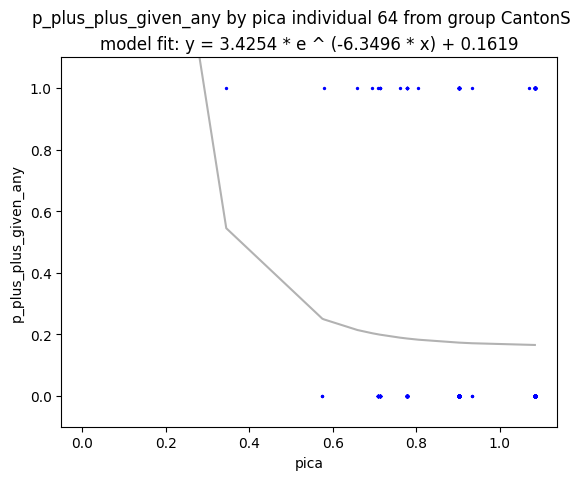 p_plus_plus_given_any by pica individual 64 from group CantonS
model fit: y = 3.4254 * e ^ (-6.3496 * x) + 0.1619
1.0
0.8
0.6
0.4
0.2
0.0
p_plus_plus_given_any
0.0 0.2 0.4 0.6 0.8 1.0
pica